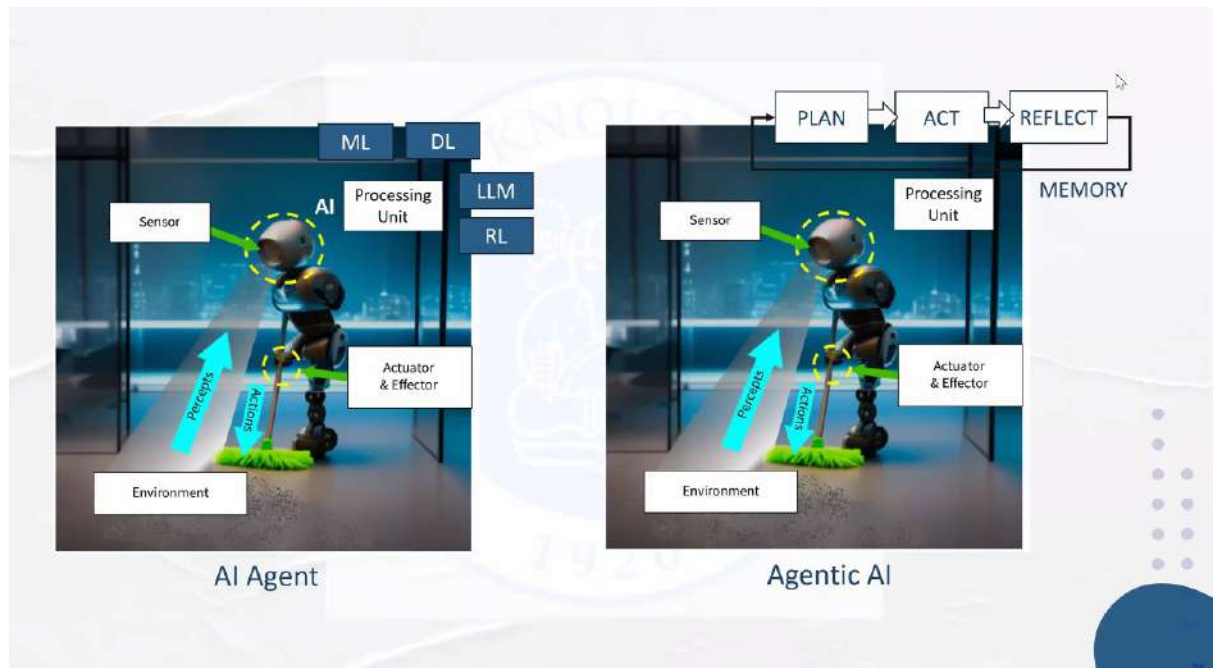 ML
DL
LLM
RL
AI
Processing
Unit
Sensor
Percepts
Actions
Actuator
& Effector
Environment
AI Agent
PLAN
ACT
REFLECT
MEMORY
Processing
Unit
Sensor
Percepts
Actions
Actuator
& Effector
Environment
Agentic AI
1920